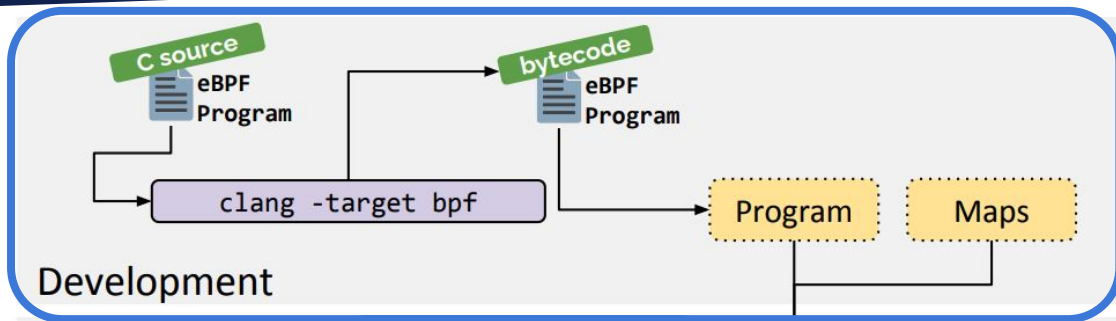 C source
eBPF
Program
bytecode
eBPF
Program
clang -target bpf
Program
Maps
Development